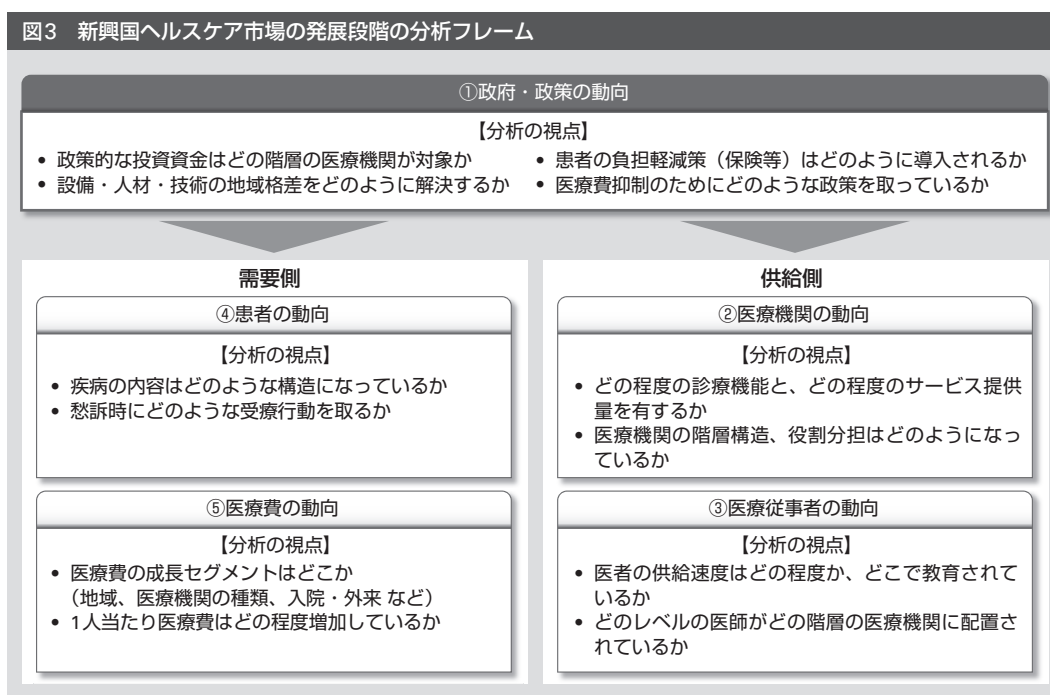 図3 新興国ヘルスケア市場の発展段階の分析フレーム
①政府・政策の動向
【分析の視点】
• 政策的な投資資金はどの階層の医療機関が対象か
• 設備・人材・技術の地域格差をどのように解決するか
• 患者の負担軽減策（保険等）はどのように導入されるか
• 医療費抑制のためにどのような政策を取っているか
需要側
④患者の動向
【分析の視点】
• 疾病の内容はどのような構造になっているか
• 愁訴時にどのような受療行動を取るか
⑤医療費の動向
【分析の視点】
• 医療費の成長セグメントはどこか
（地域、医療機関の種類、入院・外来 など）
• 1人当たり医療費はどの程度増加しているか
供給側
②医療機関の動向
【分析の視点】
• どの程度の診療機能と、どの程度のサービス提供
量を有するか
• 医療機関の階層構造、役割分担はどのようになっ
ているか
③医療従事者の動向
【分析の視点】
• 医者の供給速度はどの程度か、どこで教育されて
いるか
• どのレベルの医師がどの階層の医療機関に配置さ
れているか